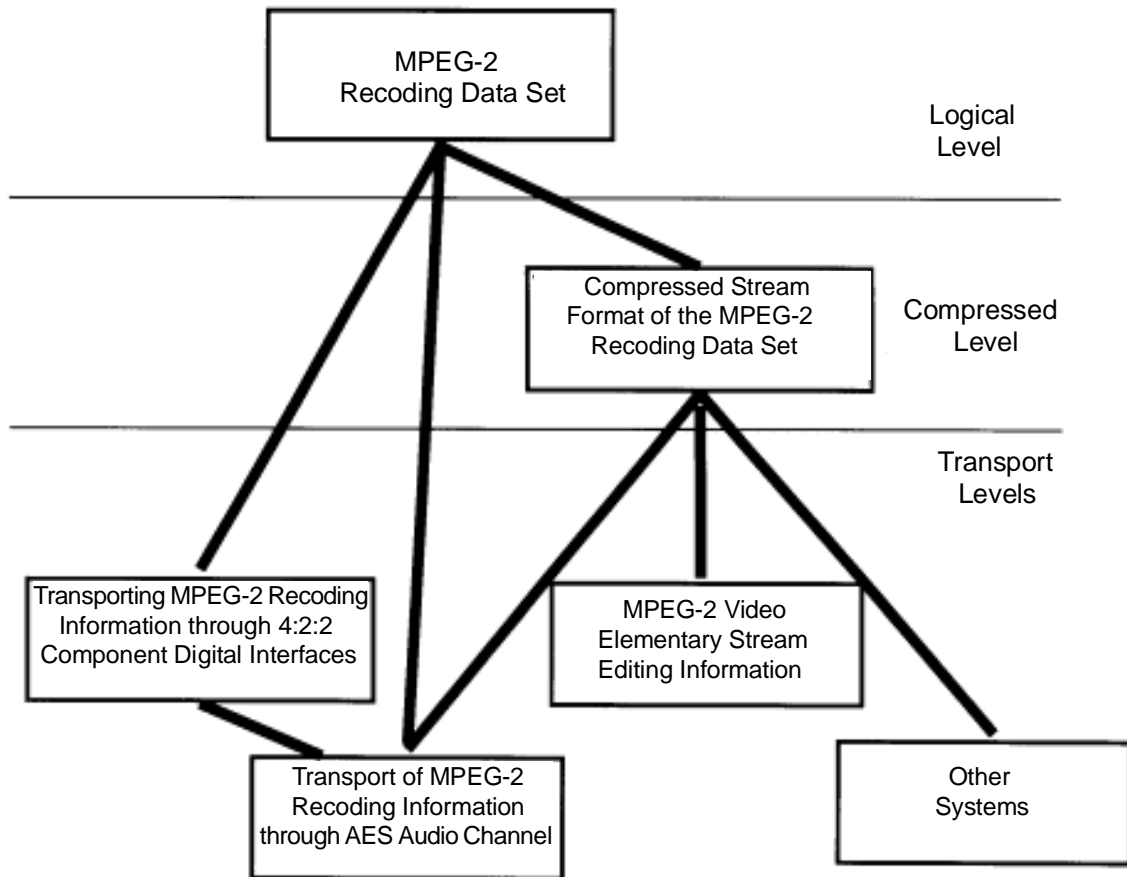 MPEG-2
Recoding Data Set
Logical
Level
Compressed Stream
Format of the MPEG-2
Recoding Data Set
Compressed
Level
Transport
Levels
Transporting MPEG-2 Recoding
Information through 4:2:2
Component Digital Interfaces
MPEG-2 Video
Elementary Stream
Editing Information
Transport of MPEG-2
Recoding Information
through AES Audio Channel
Other
Systems